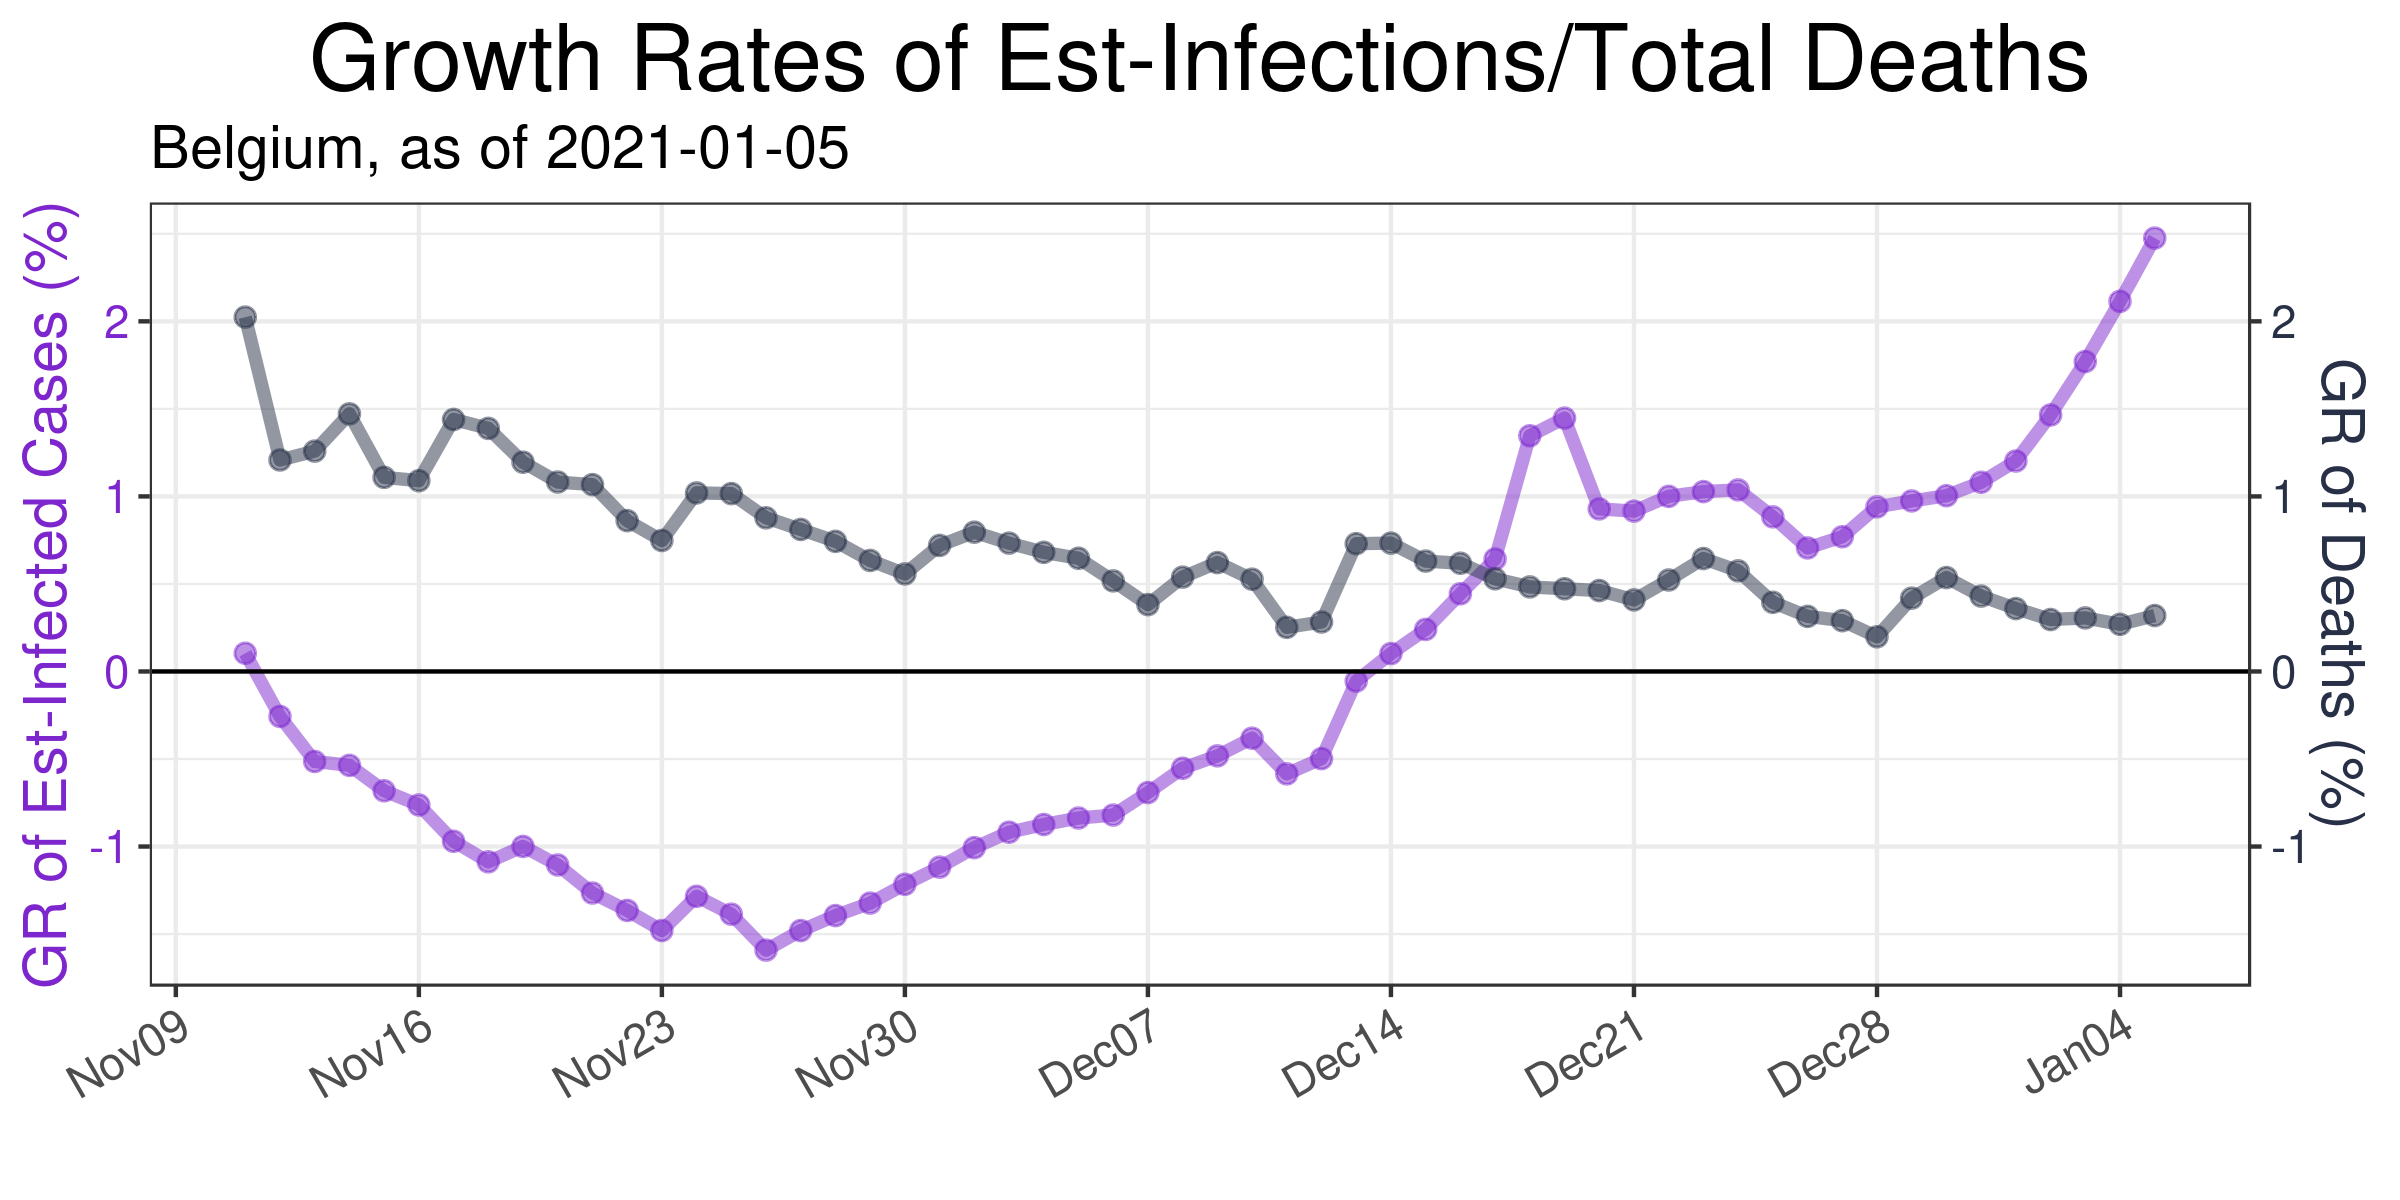 Growth Rates of Est-Infections/Total Deaths
Belgium, as of 2021-01-05
GR of Est-Infected Cases (%)
2
1
0
-1
2
1
0
-1
GR of Deaths (%)
Nov09
Nov16
Nov23
Nov30
Dec07
Dec14
Dec21
Dec28
Jan04